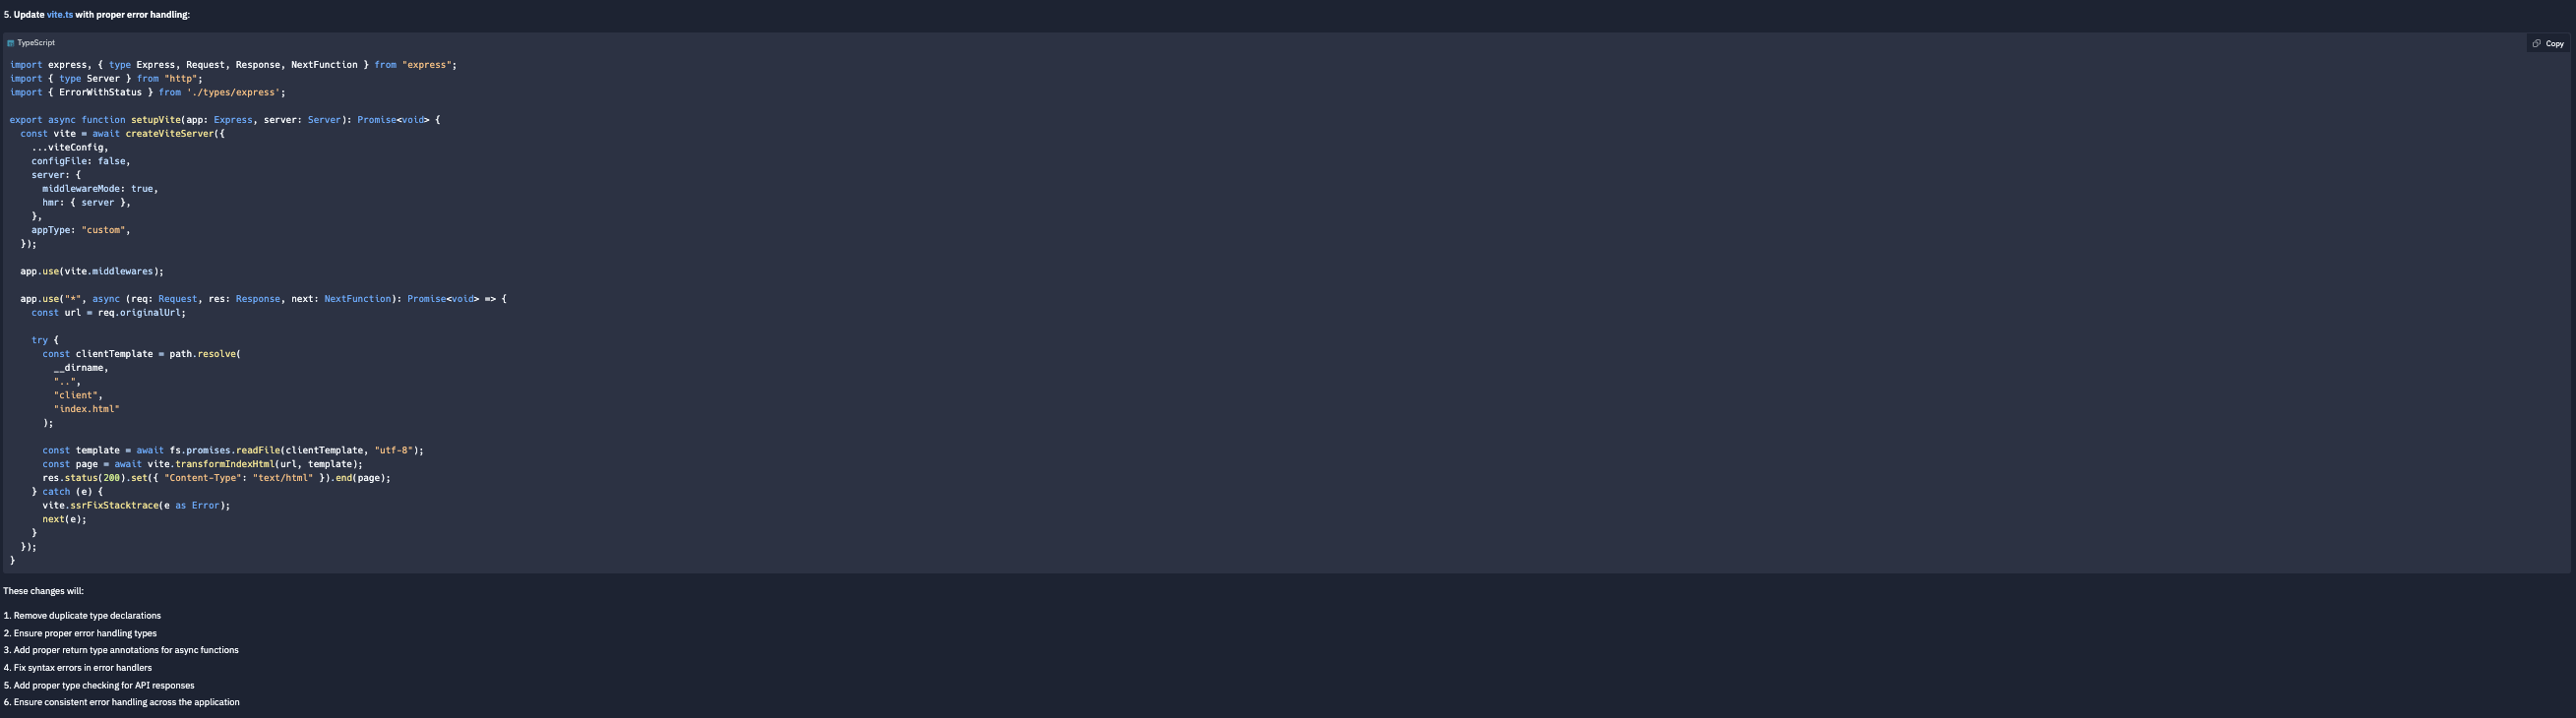 5. Update vite.ts with proper error handling:
TypeScript
Copy
import express, { type Express, Request, Response, NextFunction } from "express";
import { type Server } from "http";
import { ErrorWithStatus } from './types/express';

export async function setupVite(app: Express, server: Server): Promise<void> {
  const vite = await createViteServer({
    ...viteConfig,
    configFile: false,
    server: {
      middlewareMode: true,
      hmr: { server },
    },
    appType: "custom",
  });

  app.use(vite.middlewares);

  app.use("*", async (req: Request, res: Response, next: NextFunction): Promise<void> => {
    const url = req.originalUrl;

    try {
      const clientTemplate = path.resolve(
        __dirname,
        "..",
        "client",
        "index.html"
      );

      const template = await fs.promises.readFile(clientTemplate, "utf-8");
      const page = await vite.transformIndexHtml(url, template);
      res.status(200).set({ "Content-Type": "text/html" }).end(page);
    } catch (e) {
      vite.ssrFixStacktrace(e as Error);
      next(e);
    }
  });
}
These changes will:
1. Remove duplicate type declarations
2. Ensure proper error handling types
3. Add proper return type annotations for async functions
4. Fix syntax errors in error handlers
5. Add proper type checking for API responses
6. Ensure consistent error handling across the application